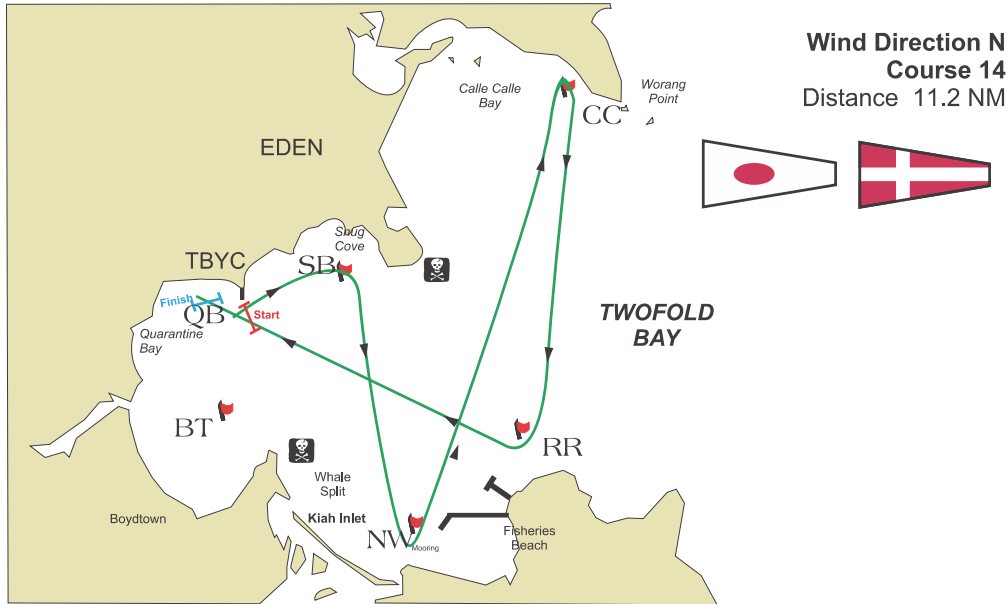 Wind Direction N
Course 14
Distance 11.2 NM
Calle Calle
Bay
Worang
Point
CC
EDEN
Snug
Cove
TBYC
SB
Finish
QB
Start
TWOFOLD
BAY
Quarantine
Bay
BT
RR
Whale
Split
Boydtown
Kiah Inlet
NW
Mooring
Fisheries
Beach